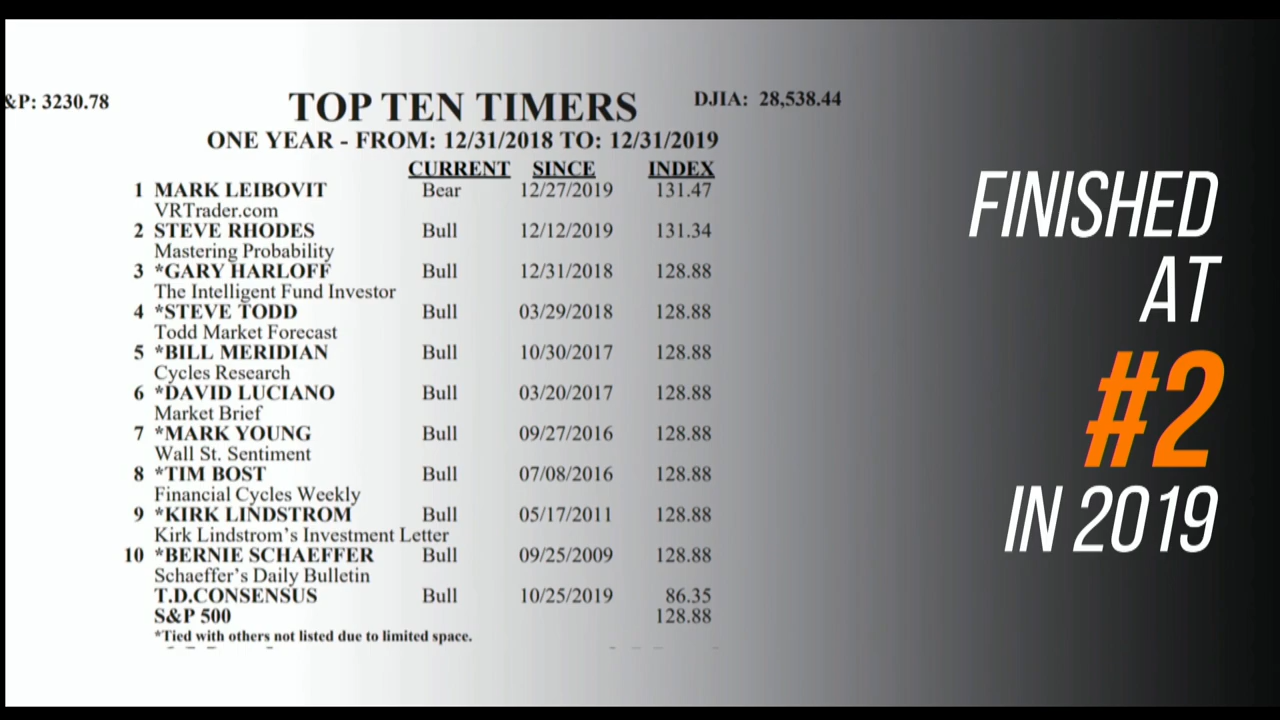 &P: 3230.78
TOP TEN TIMERS
DJIA: 28,538.44
ONE YEAR - FROM: 12/31/2018 TO: 12/31/2019
CURRENT SINCE INDEX
1 MARK LEIBOVIT Bear 12/27/2019 131.47
VRTrader.com
2 STEVE RHODES Bull 12/12/2019 131.34
Mastering Probability
3 *GARY HARLOFF Bull 12/31/2018 128.88
The Intelligent Fund Investor
4 *STEVE TODD Bull 03/29/2018 128.88
Todd Market Forecast
5 *BILL MERIDIAN Bull 10/30/2017 128.88
Cycles Research
6 *DAVID LUCIANO Bull 03/20/2017 128.88
Market Brief
7 *MARK YOUNG Bull 09/27/2016 128.88
Wall St. Sentiment
8 *TIM BOST Bull 07/08/2016 128.88
Financial Cycles Weekly
9 *KIRK LINDSTROM Bull 05/17/2011 128.88
Kirk Lindstrom's Investment Letter
10 *BERNIE SCHAEFFER Bull 09/25/2009 128.88
Schaeffer's Daily Bulletin
T.D.CONSENSUS Bull 10/25/2019 86.35
S&P 500 128.88
*Tied with others not listed due to limited space.
FINISHED
AT
#2
IN 2019